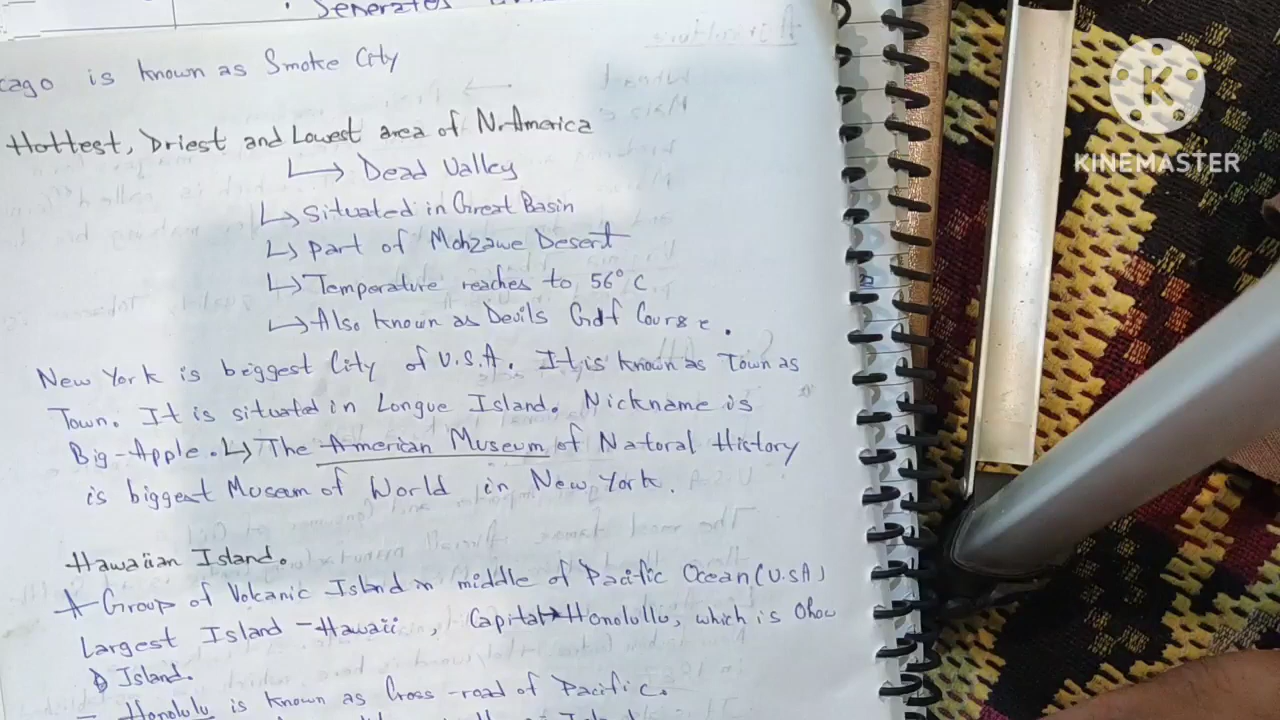 Generates
cago is known as Smoke City
Hottest, Driest and Lowest area of N.America
↳ Dead Valley
↳ Situated in Great Basin
↳ part of Mohzawe Desert
↳ Temperature reaches to 56° C
↳ Also known as Devils Golf Course.
New York is biggest City of U.S.A. It is known as Town as
Town. It is situated in Longue Island. Nickname is
Big-Apple. ↳ The American Museum of Natoral History
is biggest Museum of World in New York.
Hawaiian Island.
A Group of Volcanic Island in middle of Pacific Ocean (U.SA)
Largest Island - Hawaii, Capital → Honolullu, which is Ohow
Island.
- Honolulu is known as Cross-road of Pacific.
KINEMASTER